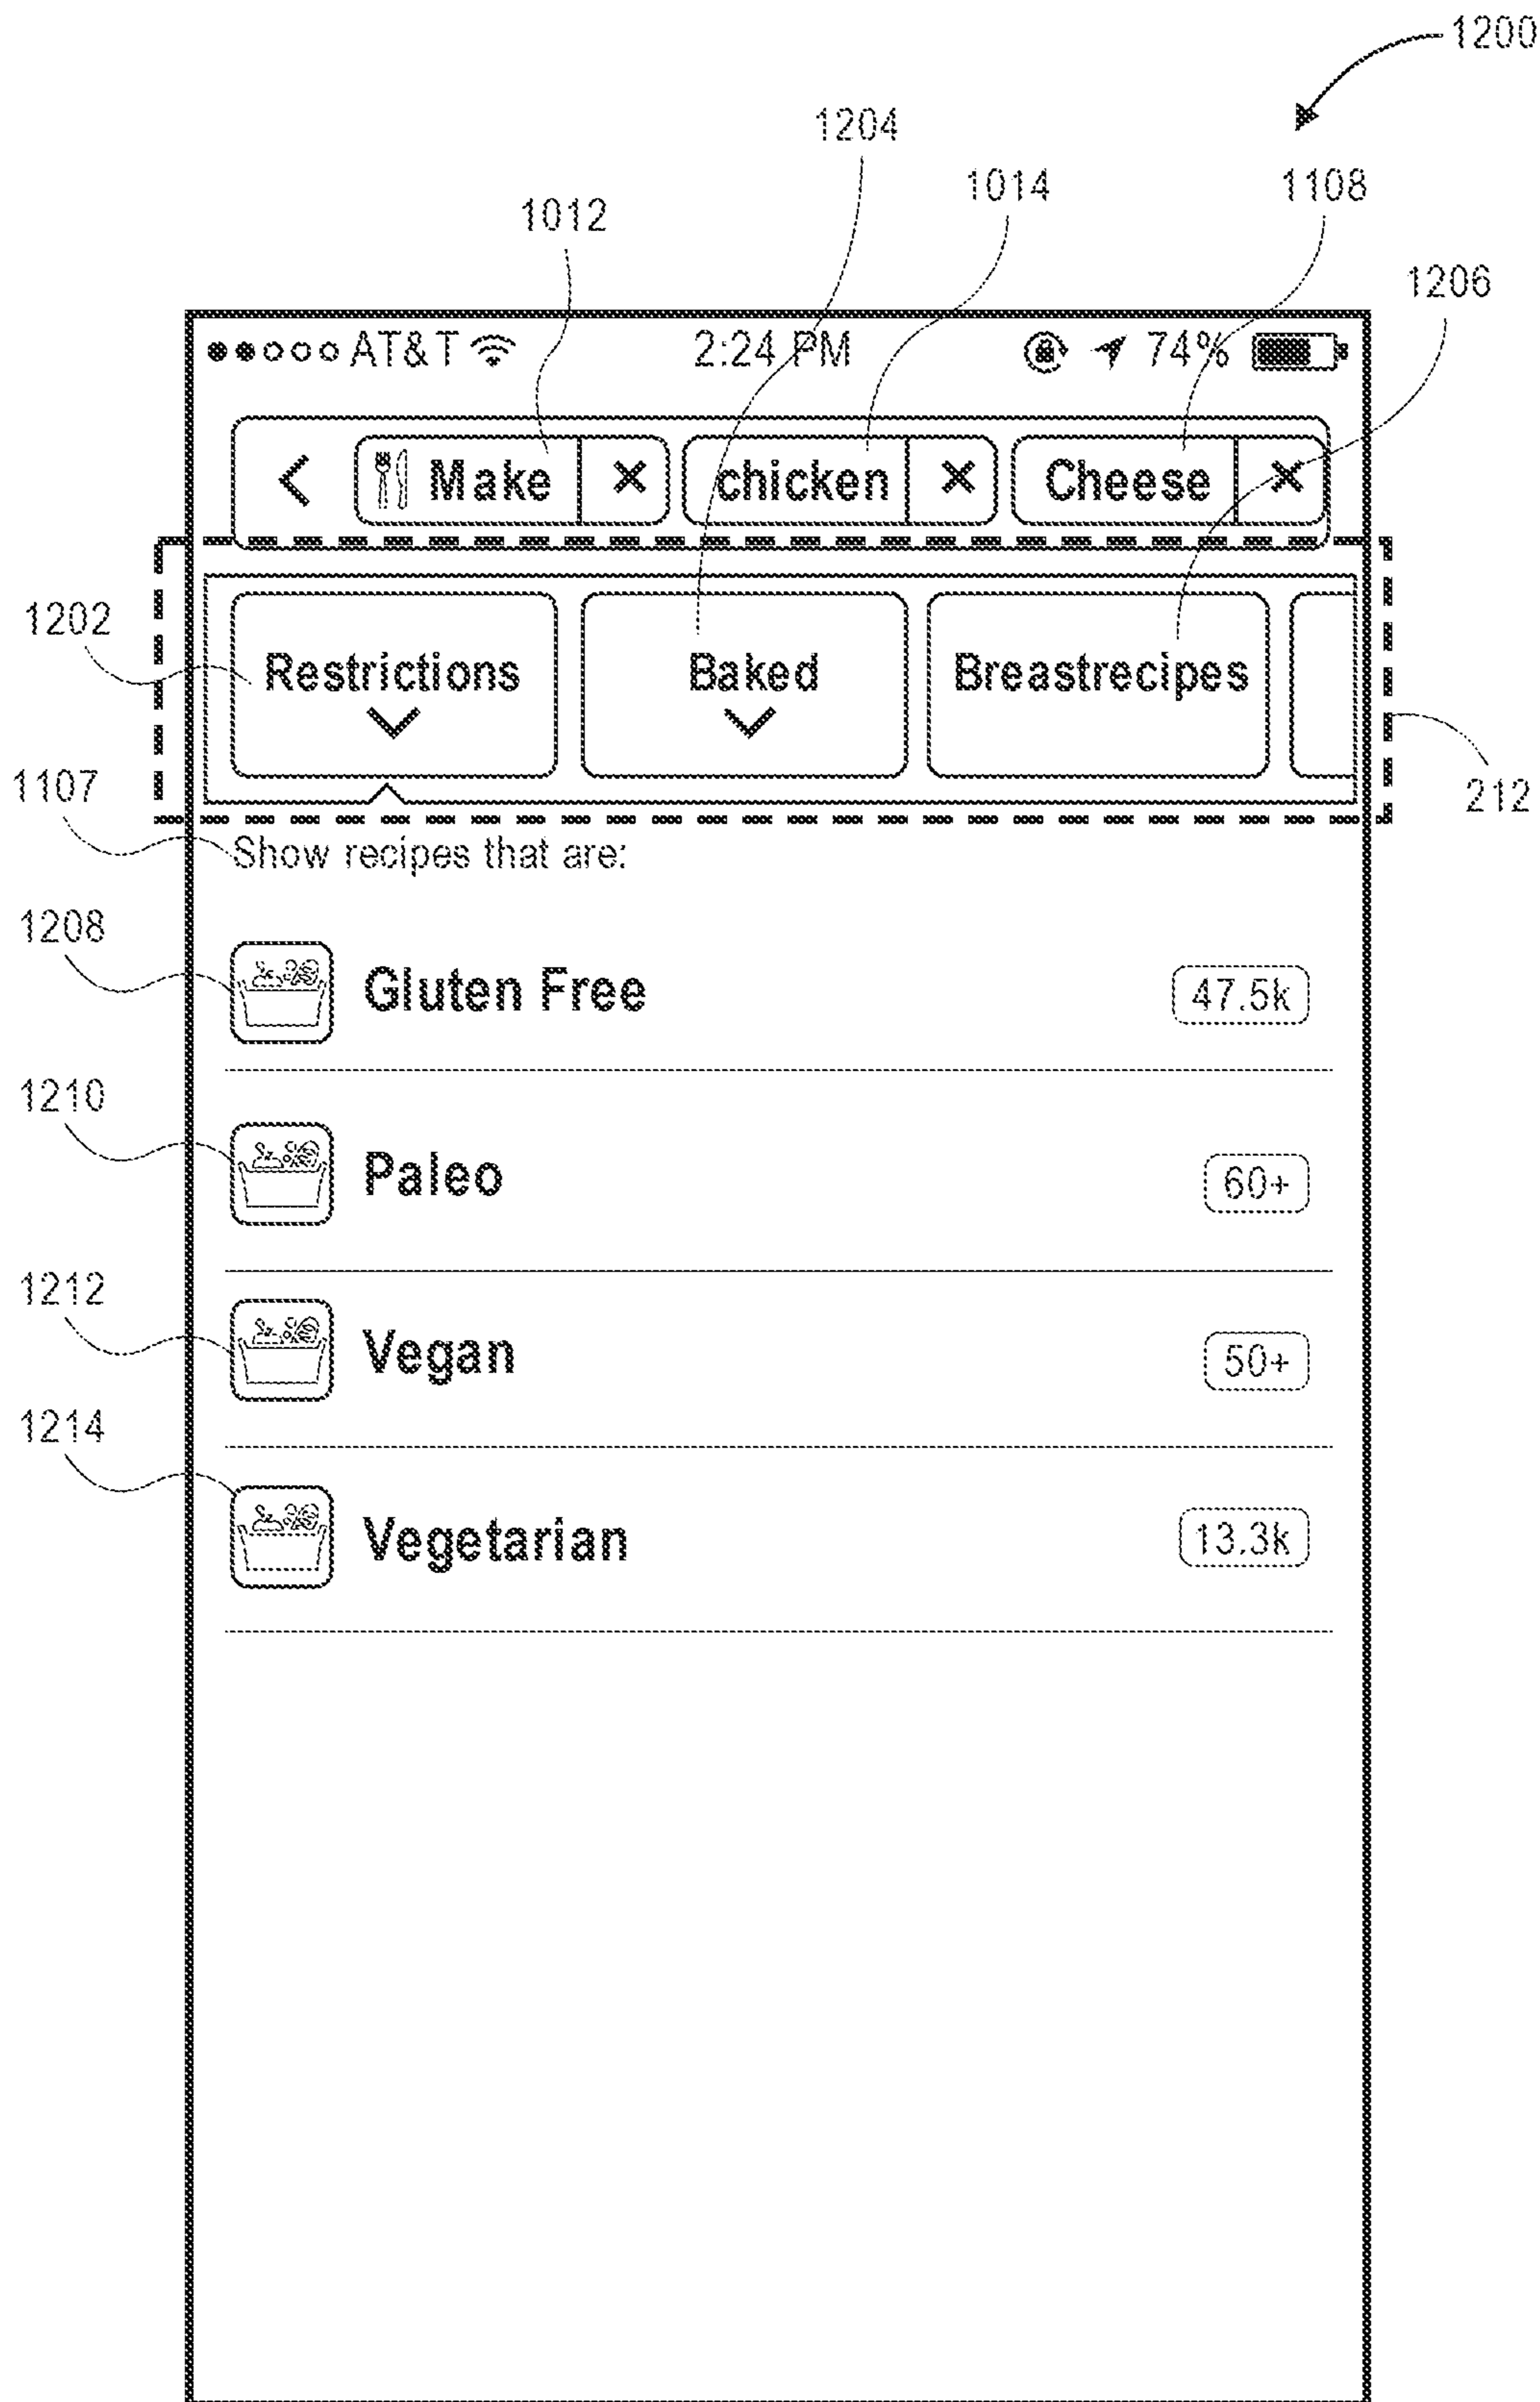 1200
1204
1014 1108
1012
1206
AT&T 2:24 PM 74%
Make chicken Cheese
1202
Restrictions Baked Breastrecipes
1107
212
Show recipes that are:
1208
Gluten Free 47.5k
1210
Paleo 60+
1212
Vegan 50+
1214
Vegetarian 13.3k